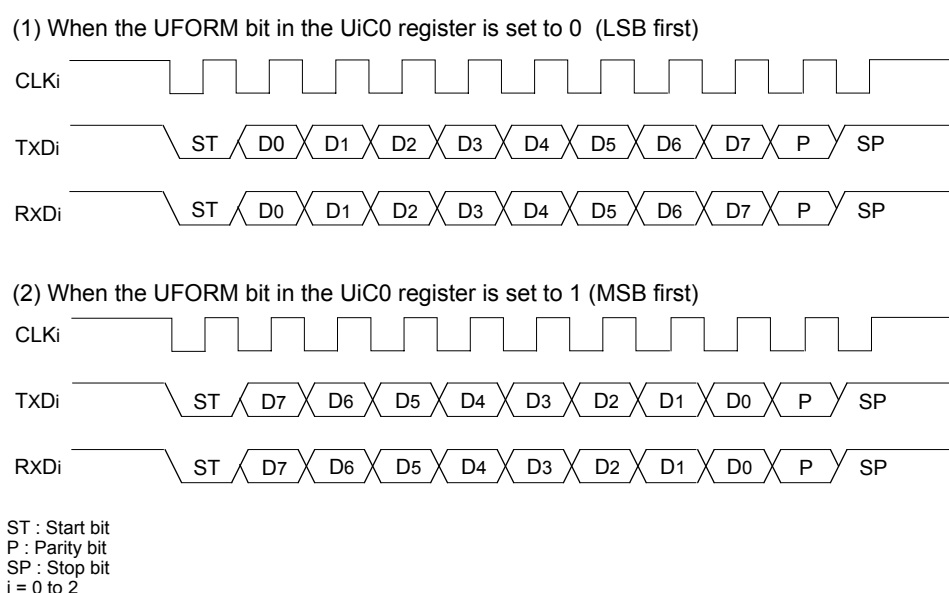 (1) When the UFORM bit in the UiC0 register is set to 0 (LSB first)
CLKi
TxDi ST D0 D1 D2 D3 D4 D5 D6 D7 P SP
RxDi ST D0 D1 D2 D3 D4 D5 D6 D7 P SP
(2) When the UFORM bit in the UiC0 register is set to 1 (MSB first)
CLKi
TxDi ST D7 D6 D5 D4 D3 D2 D1 D0 P SP
RxDi ST D7 D6 D5 D4 D3 D2 D1 D0 P SP
ST : Start bit
P : Parity bit
SP : Stop bit
i = 0 to 2